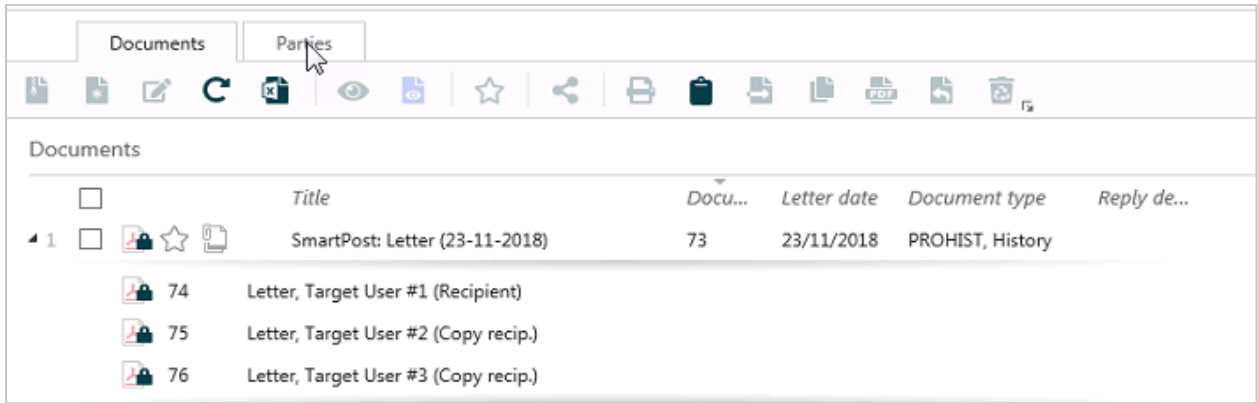 Documents Parties
PDF
Documents
Title Docu... Letter date Document type Reply de...
1 SmartPost: Letter (23-11-2018) 73 23/11/2018 PROHIST, History
74 Letter, Target User #1 (Recipient)
75 Letter, Target User #2 (Copy recip.)
76 Letter, Target User #3 (Copy recip.)